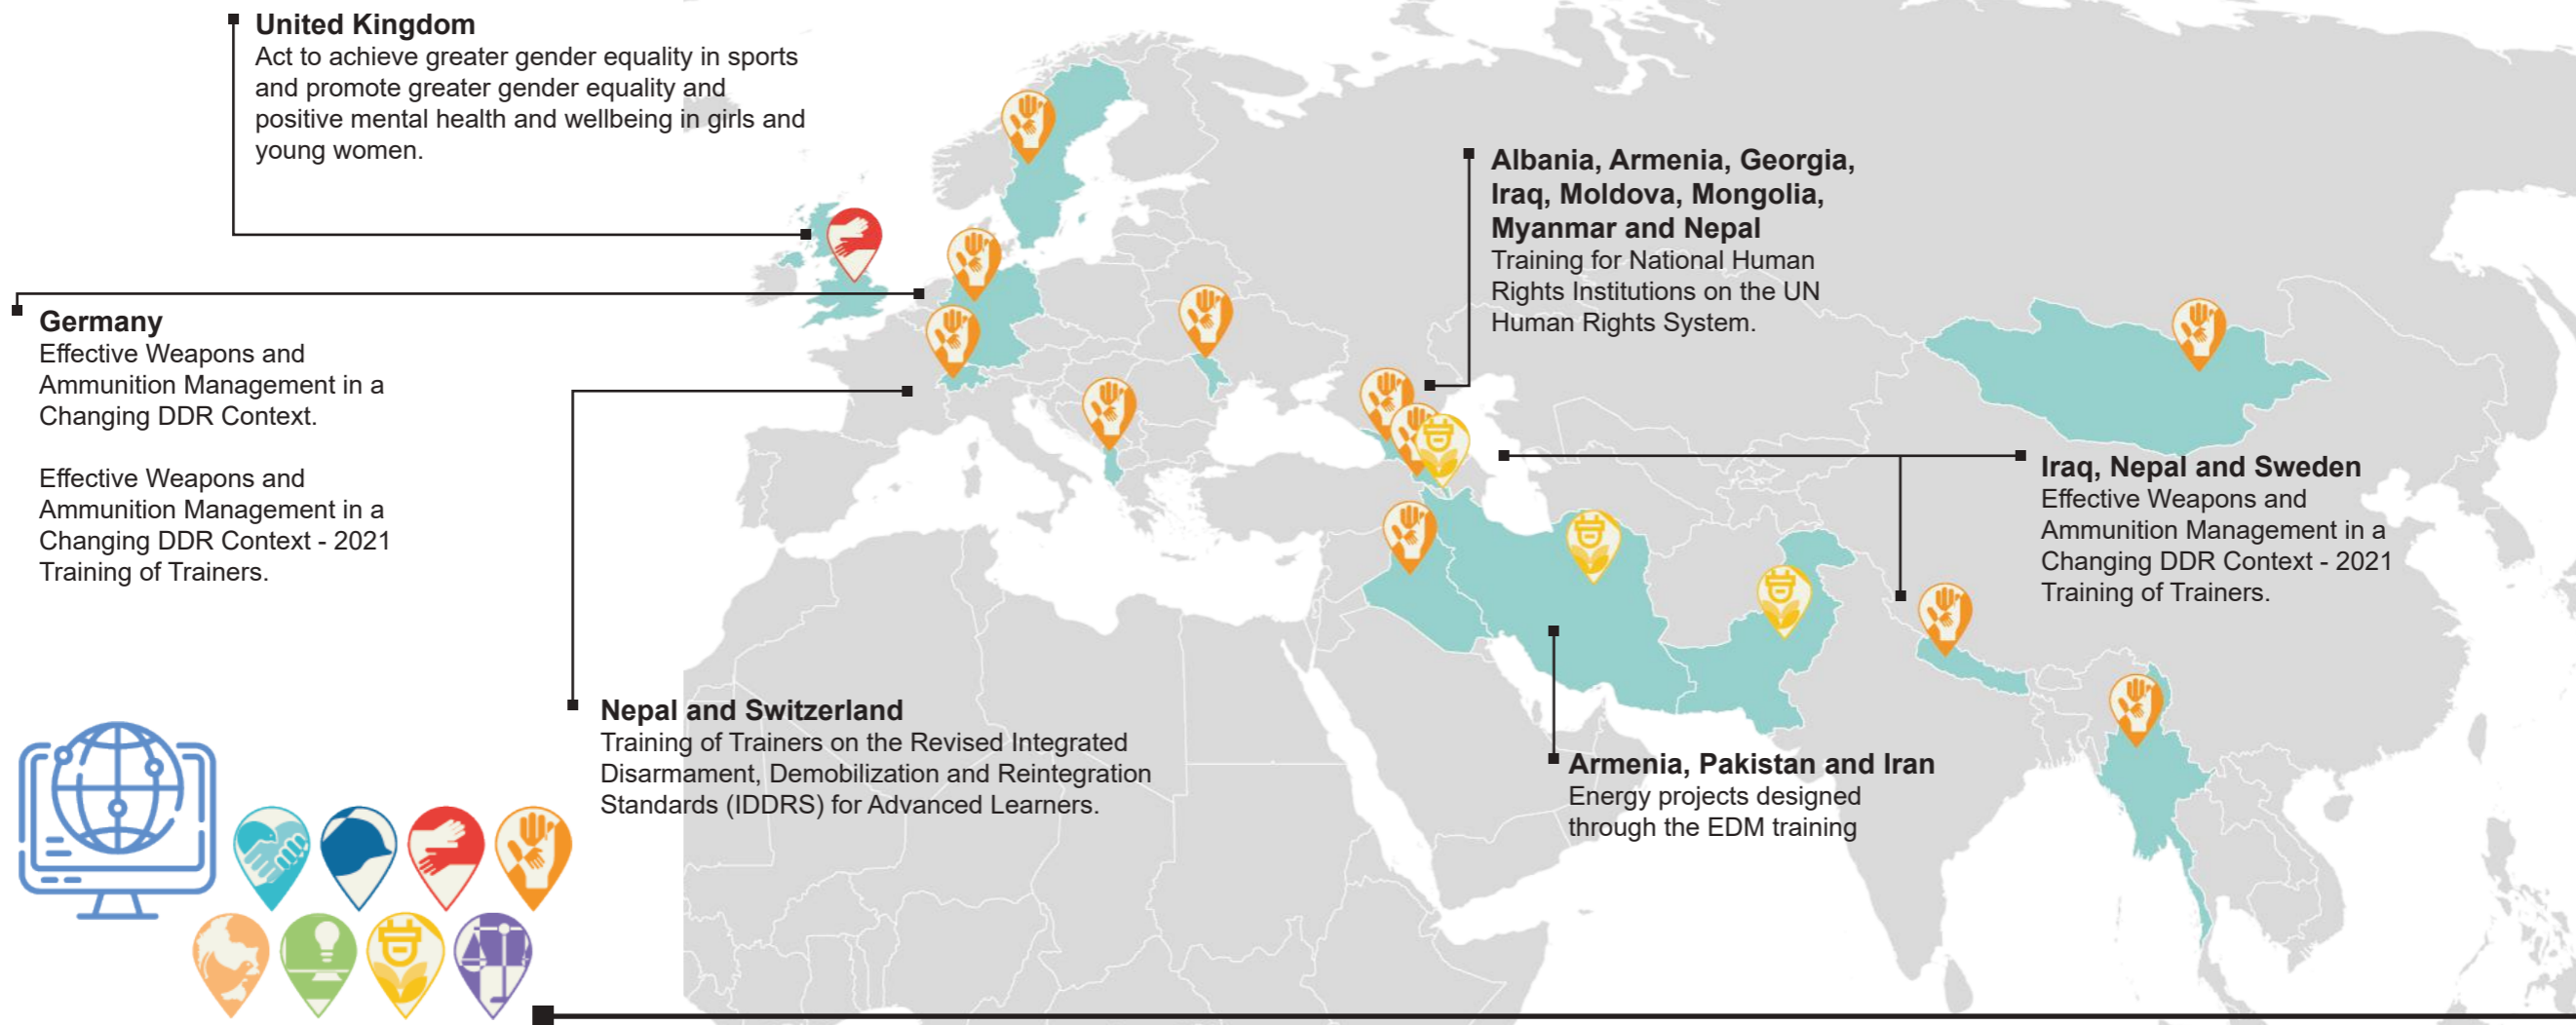 United Kingdom
Act to achieve greater gender equality in sports
and promote greater gender equality and
positive mental health and wellbeing in girls and
young women.
Germany
Effective Weapons and
Ammunition Management in a
Changing DDR Context.
Effective Weapons and
Ammunition Management in a
Changing DDR Context - 2021
Training of Trainers.
Nepal and Switzerland
Training of Trainers on the Revised Integrated
Disarmament, Demobilization and Reintegration
Standards (IDDRS) for Advanced Learners.
Albania, Armenia, Georgia,
Iraq, Moldova, Mongolia,
Myanmar and Nepal
Training for National Human
Rights Institutions on the UN
Human Rights System.
Iraq, Nepal and Sweden
Effective Weapons and
Ammunition Management in a
Changing DDR Context - 2021
Training of Trainers.
Armenia, Pakistan and Iran
Energy projects designed
through the EDM training